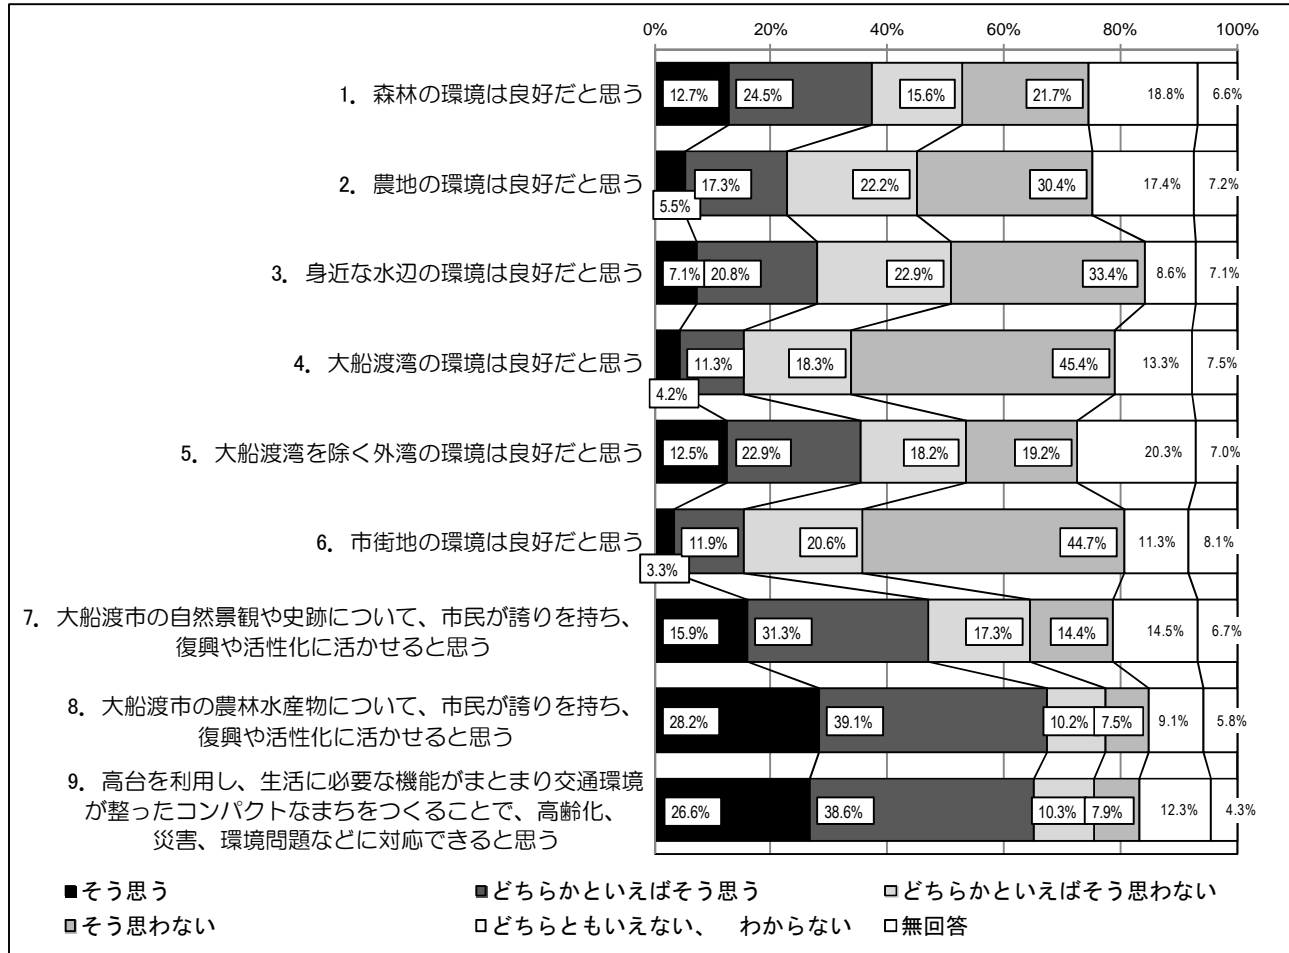 0% 20% 40% 60% 80% 100%
1. 森林の環境は良好だと思う
12.7% 24.5% 15.6% 21.7% 18.8% 6.6%
2. 農地の環境は良好だと思う
5.5% 17.3% 22.2% 30.4% 17.4% 7.2%
3. 身近な水辺の環境は良好だと思う
7.1% 20.8% 22.9% 33.4% 8.6% 7.1%
4. 大船渡湾の環境は良好だと思う
4.2% 11.3% 18.3% 45.4% 13.3% 7.5%
5. 大船渡湾を除く外湾の環境は良好だと思う
12.5% 22.9% 18.2% 19.2% 20.3% 7.0%
6. 市街地の環境は良好だと思う
3.3% 11.9% 20.6% 44.7% 11.3% 8.1%
7. 大船渡市の自然景観や史跡について、市民が誇りを持ち、
復興や活性化に活かせると思う
15.9% 31.3% 17.3% 14.4% 14.5% 6.7%
8. 大船渡市の農林水産物について、市民が誇りを持ち、
復興や活性化に活かせると思う
28.2% 39.1% 10.2% 7.5% 9.1% 5.8%
9. 高台を利用し、生活に必要な機能がまとまり交通環境
が整ったコンパクトなまちをつくることで、高齢化、
災害、環境問題などに対応できると思う
26.6% 38.6% 10.3% 7.9% 12.3% 4.3%
そう思う どちらかといえばそう思う どちらかといえばそう思わない
そう思わない どちらともいえない、 わからない 無回答